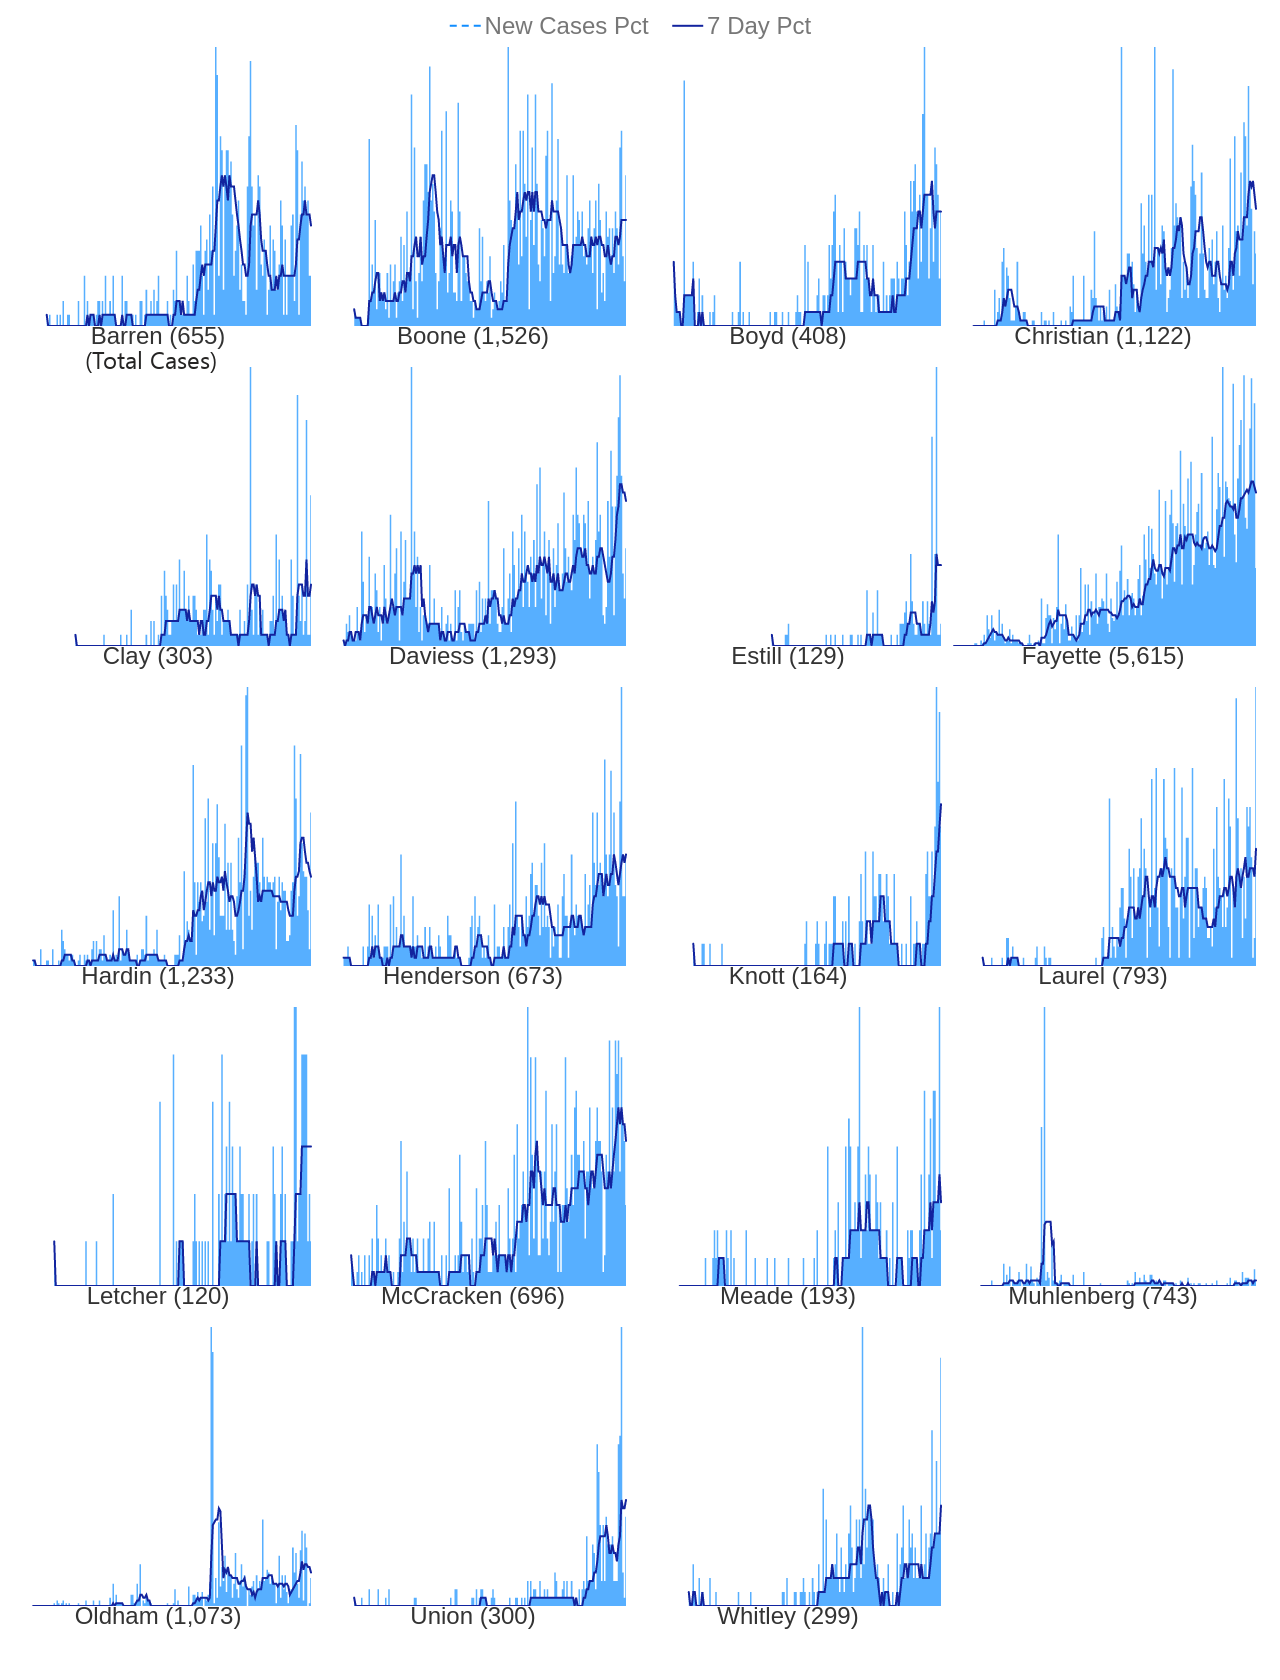 New Cases Pct 7 Day Pct
Barren (655) Boone (1,526) Boyd (408) Christian (1,122)
(Total Cases)
Clay (303) Daviess (1,293) Estill (129) Fayette (5,615)
Hardin (1,233) Henderson (673) Knott (164) Laurel (793)
Letcher (120) McCracken (696) Meade (193) Muhlenberg (743)
Oldham (1,073) Union (300) Whitley (299)